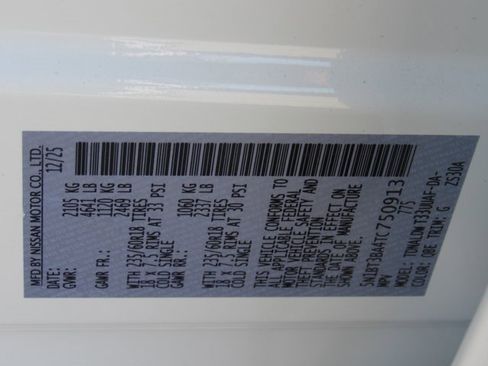 MFD BY NISSAN MOTOR CO., LTD.
DATE: 12/25
GVWR: 2105 KG
4641 LB
GAWR FR.: 1120 KG
2469 LB
WITH 235/60R18 TIRES
18 X 7.5 RIMS AT 33 PSI
COLD SINGLE
GAWR RR.: 1060 KG
2337 LB
WITH 235/60R18 TIRES
18 X 7.5 RIMS AT 30 PSI
COLD SINGLE
THIS VEHICLE CONFORMS TO
ALL APPLICABLE FEDERAL
MOTOR VEHICLE SAFETY AND
THEFT PREVENTION
STANDARDS IN EFFECT ON
THE DATE OF MANUFACTURE
SHOWN ABOVE.
5N1BT3BA4TC750913
MPV 77S
MODEL:
COLOR: QBE TRIM: G 2S30A